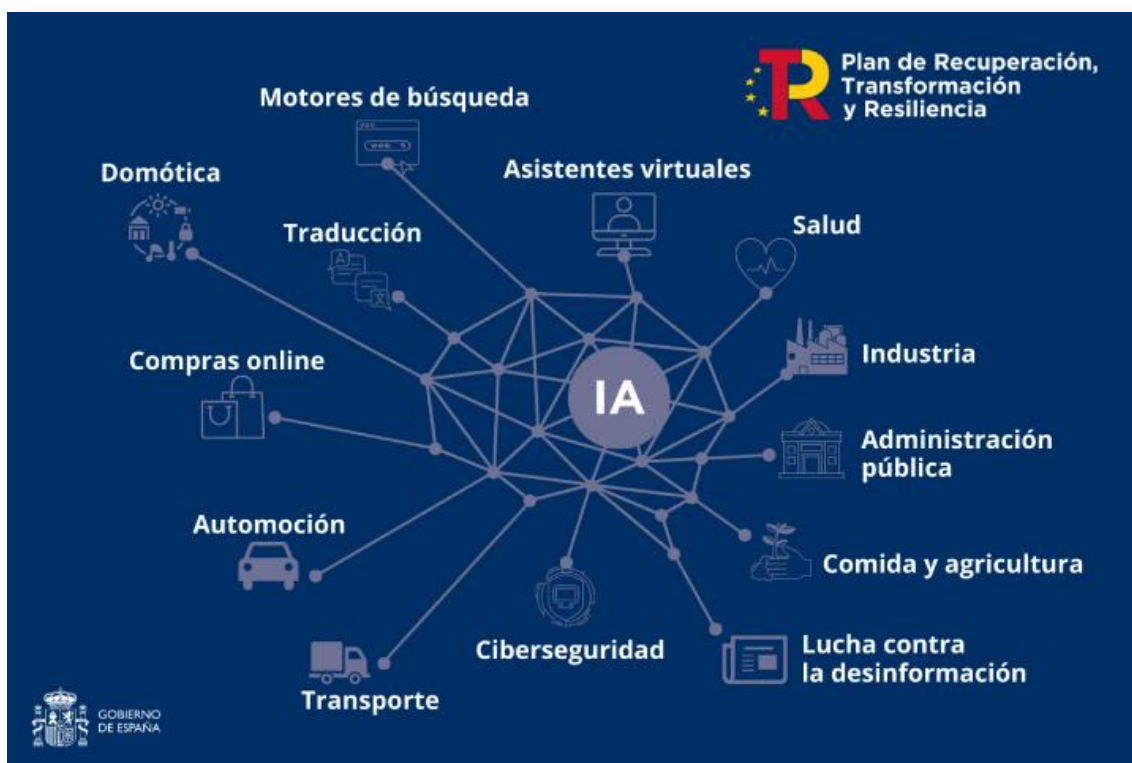 Plan de Recuperación,
Transformación
y Resiliencia
Motores de búsqueda
Asistentes virtuales
Domótica
Traducción
Salud
Compras online
Industria
IA
Administración
pública
Automoción
Comida y agricultura
Ciberseguridad
Lucha contra
la desinformación
Transporte
GOBIERNO
DE ESPAÑA